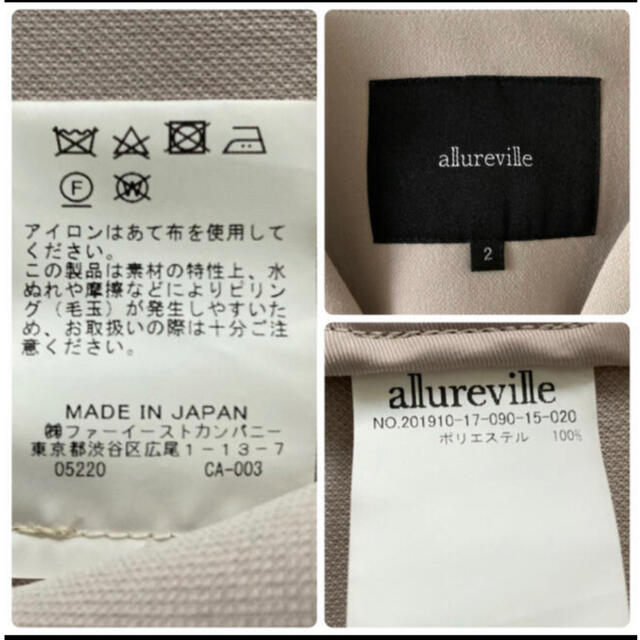 F
W
アイロンはあて布を使用して
ください。
この製品は素材の特性上、水
ぬれや摩擦などによりピリン
グ(毛玉)が発生しやすいた
め、お取扱いの際は十分ご注
意ください。
MADE IN JAPAN
㈱ファーイーストカンパニー
東京都渋谷区広尾1-13-7
05220 CA-003
allureville
2
allureville
NO.201910-17-090-15-020
ポリエステル 100%